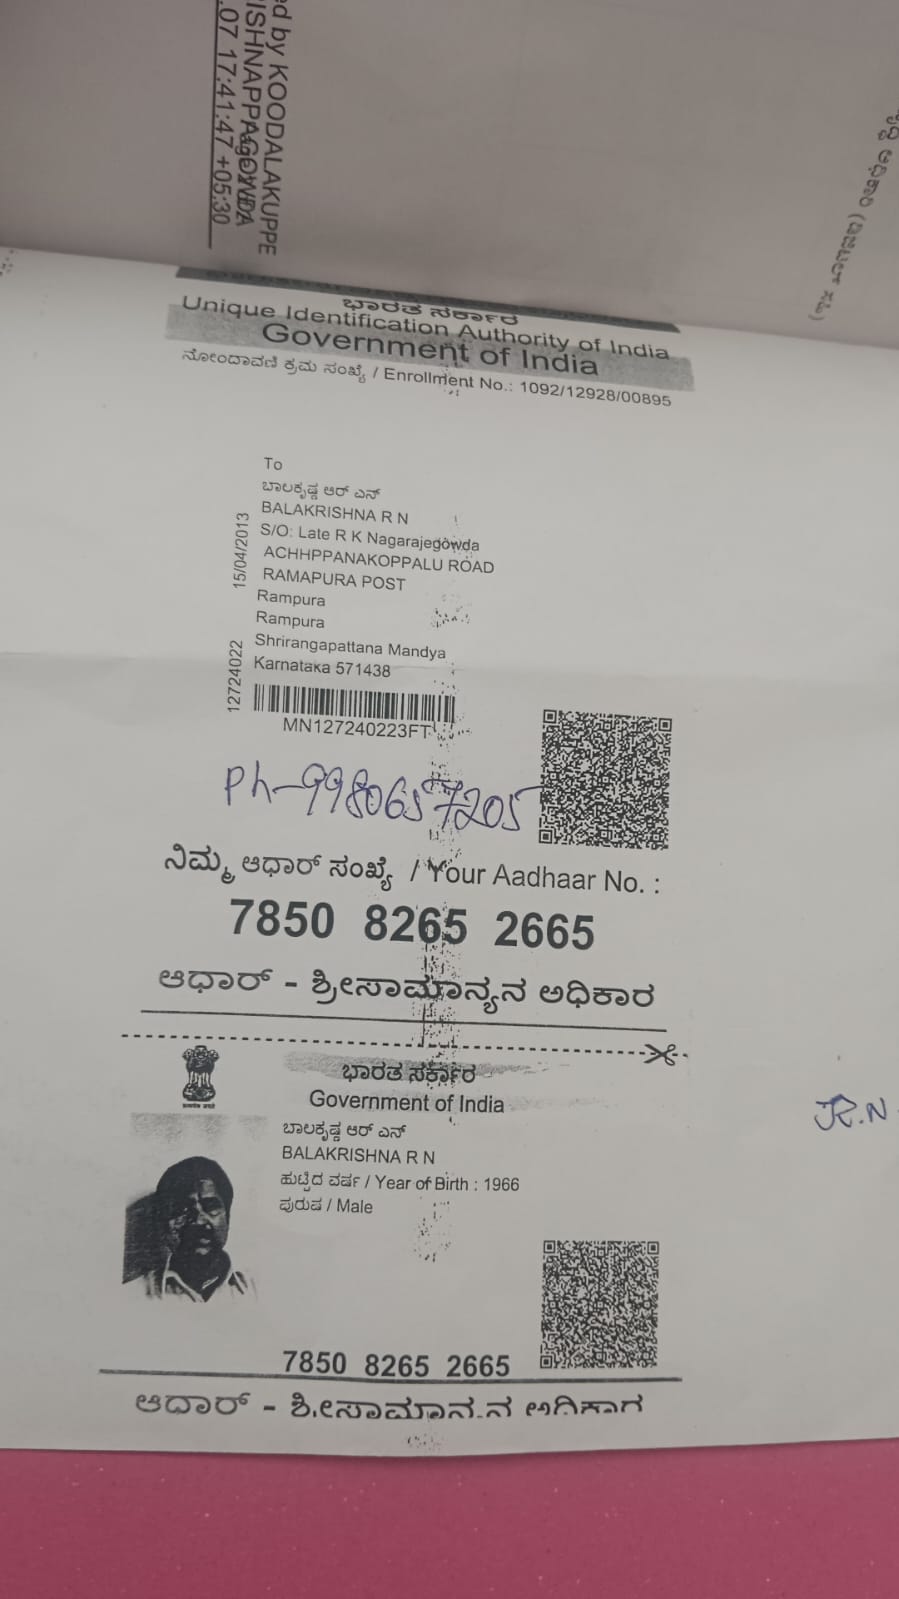 ed by KOODALAKUPPE
ISHNAPPAGOWDA
.07 17:41:47 +05:30
ಭಾರತ ಸರ್ಕಾರ
Unique Identification Authority of India
Government of India
ನೋಂದಾವಣಿ ಕ್ರಮ ಸಂಖ್ಯೆ / Enrollment No.: 1092/12928/00895
To
ಬಾಲಕೃಷ್ಣ ಆರ್ ಎನ್
BALAKRISHNA R N
S/O: Late R K Nagarajegowda
ACHHPPANAKOPPALU ROAD
RAMAPURA POST
Rampura
Rampura
Shrirangapattana Mandya
Karnataka 571438
15/04/2013
12724022
MN127240223FT
Ph-9980657205
ನಿಮ್ಮ ಆಧಾರ್ ಸಂಖ್ಯೆ / Your Aadhaar No. :
7850 8265 2665
ಆಧಾರ್ - ಶ್ರೀಸಾಮಾನ್ಯನ ಅಧಿಕಾರ
ಭಾರತ ಸರ್ಕಾರ
Government of India
ಬಾಲಕೃಷ್ಣ ಆರ್ ಎನ್
BALAKRISHNA R N
ಹುಟ್ಟಿದ ವರ್ಷ / Year of Birth : 1966
ಪುರುಷ / Male
7850 8265 2665
ಆಧಾರ್ - ಶ್ರೀಸಾಮಾನ್ಯನ ಅಧಿಕಾರ